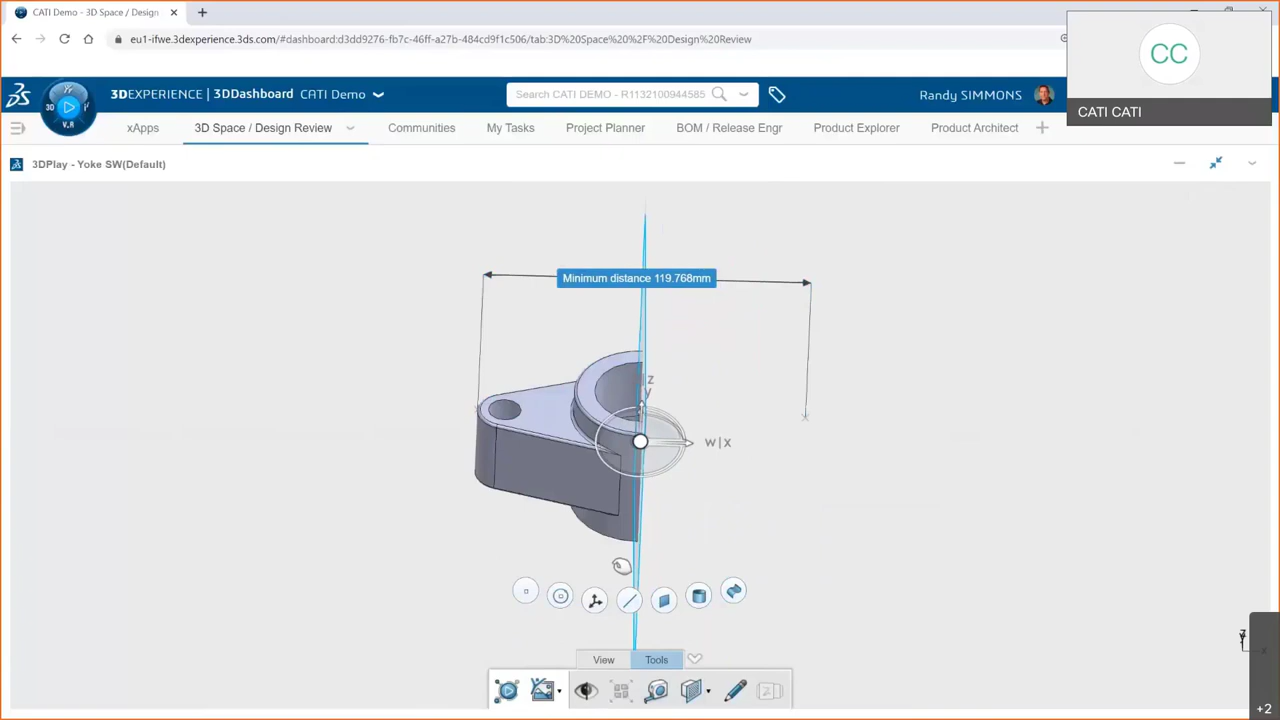 CATI Demo - 3D Space / Design
eu1-ifwe.3dexperience.3ds.com/#dashboard:d3dd9276-fb7c-46ff-a27b-484cd9f1c506/tab:3D%20Space%20%2F%20Design%20Review
CC
CATI CATI
3D
V.R
3DEXPERIENCE | 3DDashboard CATI Demo
Search CATI DEMO - R1132100944585
Randy SIMMONS
xApps
3D Space / Design Review
Communities
My Tasks
Project Planner
BOM / Release Engr
Product Explorer
Product Architect
3DPlay - Yoke SW(Default)
Minimum distance 119.768mm
z
y
w|x
View
Tools
Z
Y
x
+2